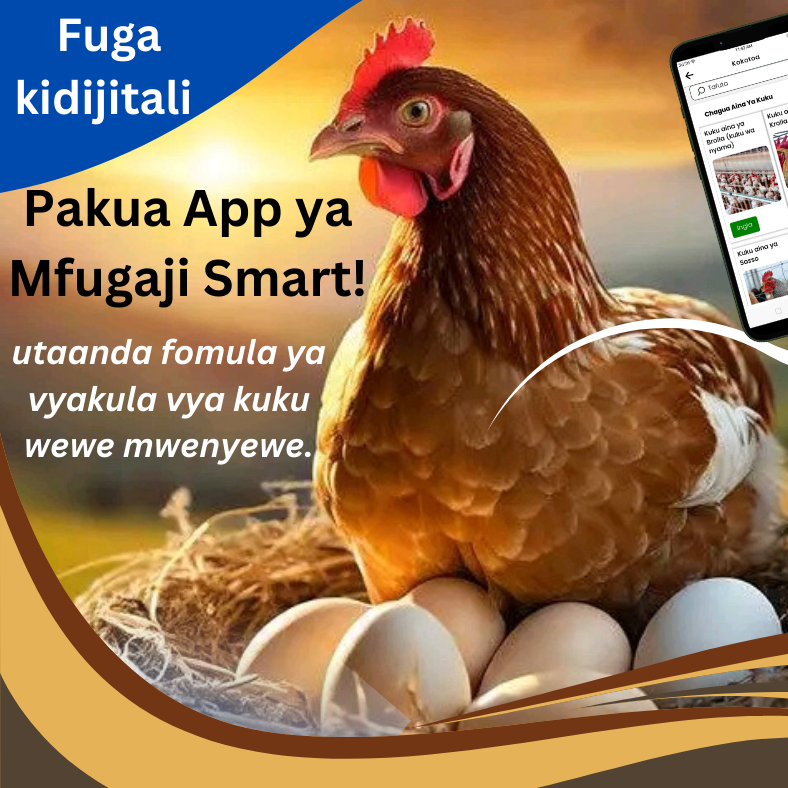 Fuga
kidijitali
Pakua App ya
Mfugaji Smart!
utaanda fomula ya
vyakula vya kuku
wewe mwenyewe.
Kokotoa
Tafuta
Chagua Aina Ya Kuku
Kuku aina ya
Broila (kuku wa
nyama)
Ingia
Kuku aina ya
Sasso